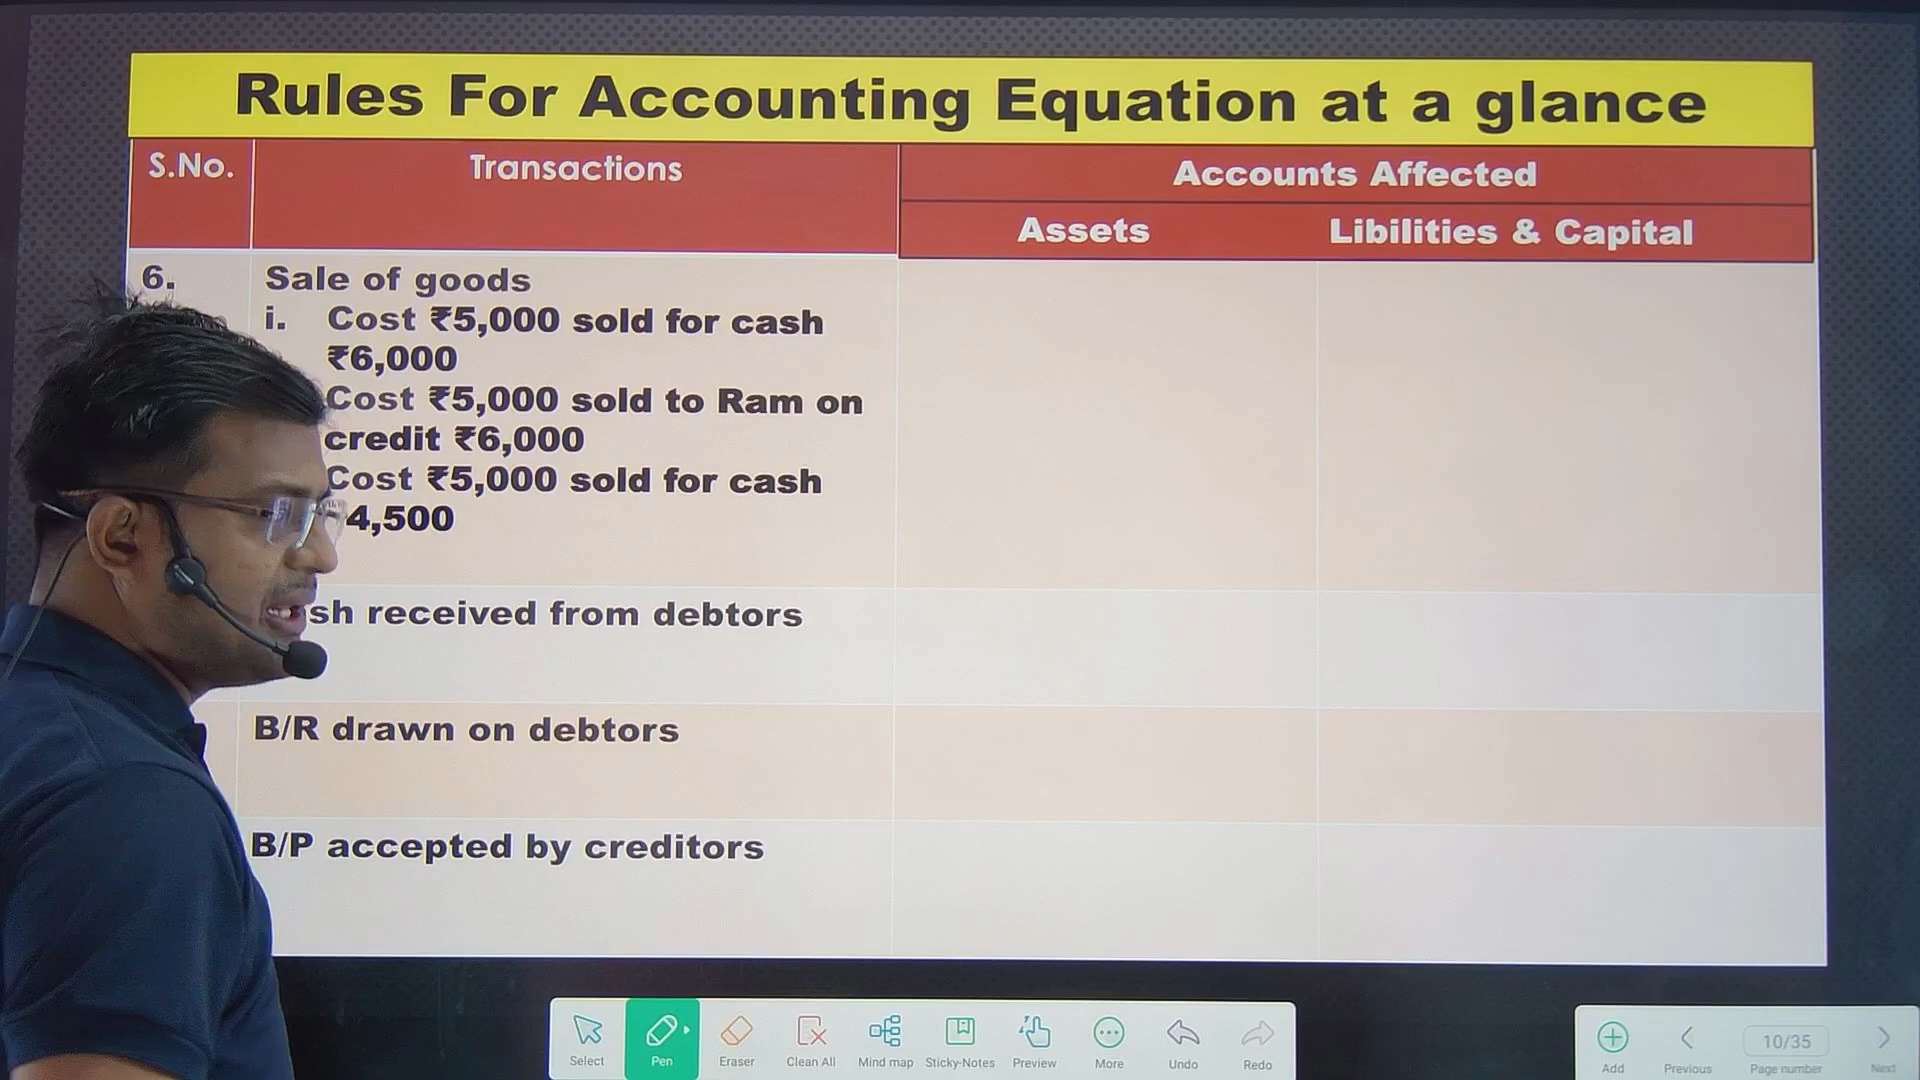 Rules For Accounting Equation at a glance
S.No. Transactions Accounts Affected
Assets Libilities & Capital
6. Sale of goods
i. Cost ₹5,000 sold for cash
₹6,000
Cost ₹5,000 sold to Ram on
credit ₹6,000
Cost ₹5,000 sold for cash
4,500
received from debtors
B/R drawn on debtors
B/P accepted by creditors
Select Pen Eraser Clean All Mind map Sticky-Notes Preview More Undo Redo
10/35
Add Previous Page number Next